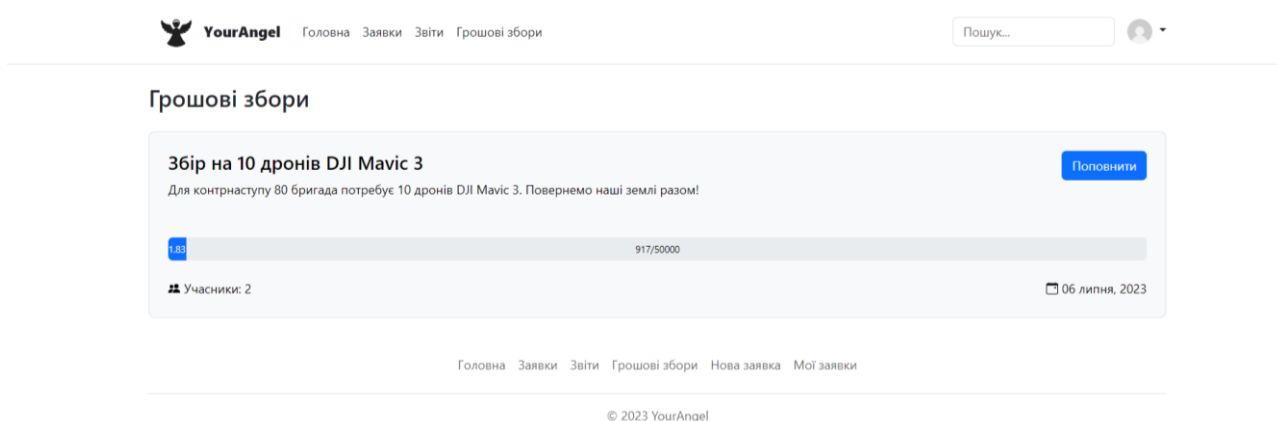 YourAngel Головна Заявки Звіти Грошові збори Пошук...
Грошові збори
Збір на 10 дронів DJI Mavic 3
Поповнити
Для контрнаступу 80 бригада потребує 10 дронів DJI Mavic 3. Повернемо наші землі разом!
1.83 917/50000
Учасники: 2 06 липня, 2023
Головна Заявки Звіти Грошові збори Нова заявка Мої заявки
© 2023 YourAngel